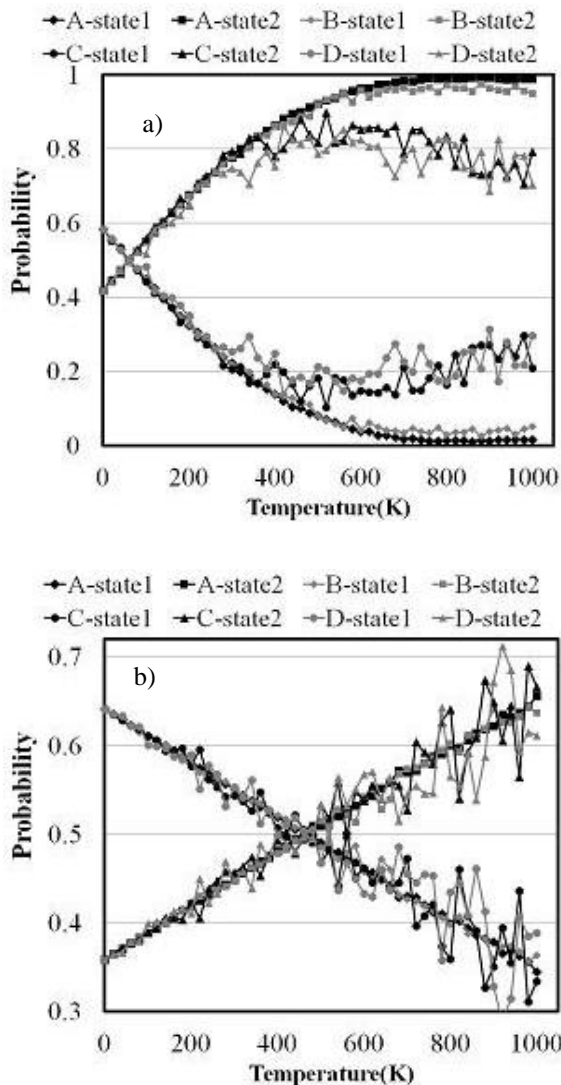 A-state1 A-state2 B-state1 B-state2
C-state1 C-state2 D-state1 D-state2
1
a)
0.8
0.6
Probability
0.4
0.2
0
0 200 400 600 800 1000
Temperature(K)
A-state1 A-state2 B-state1 B-state2
C-state1 C-state2 D-state1 D-state2
0.7
b)
0.6
Probability
0.5
0.4
0.3
0 200 400 600 800 1000
Temperature(K)